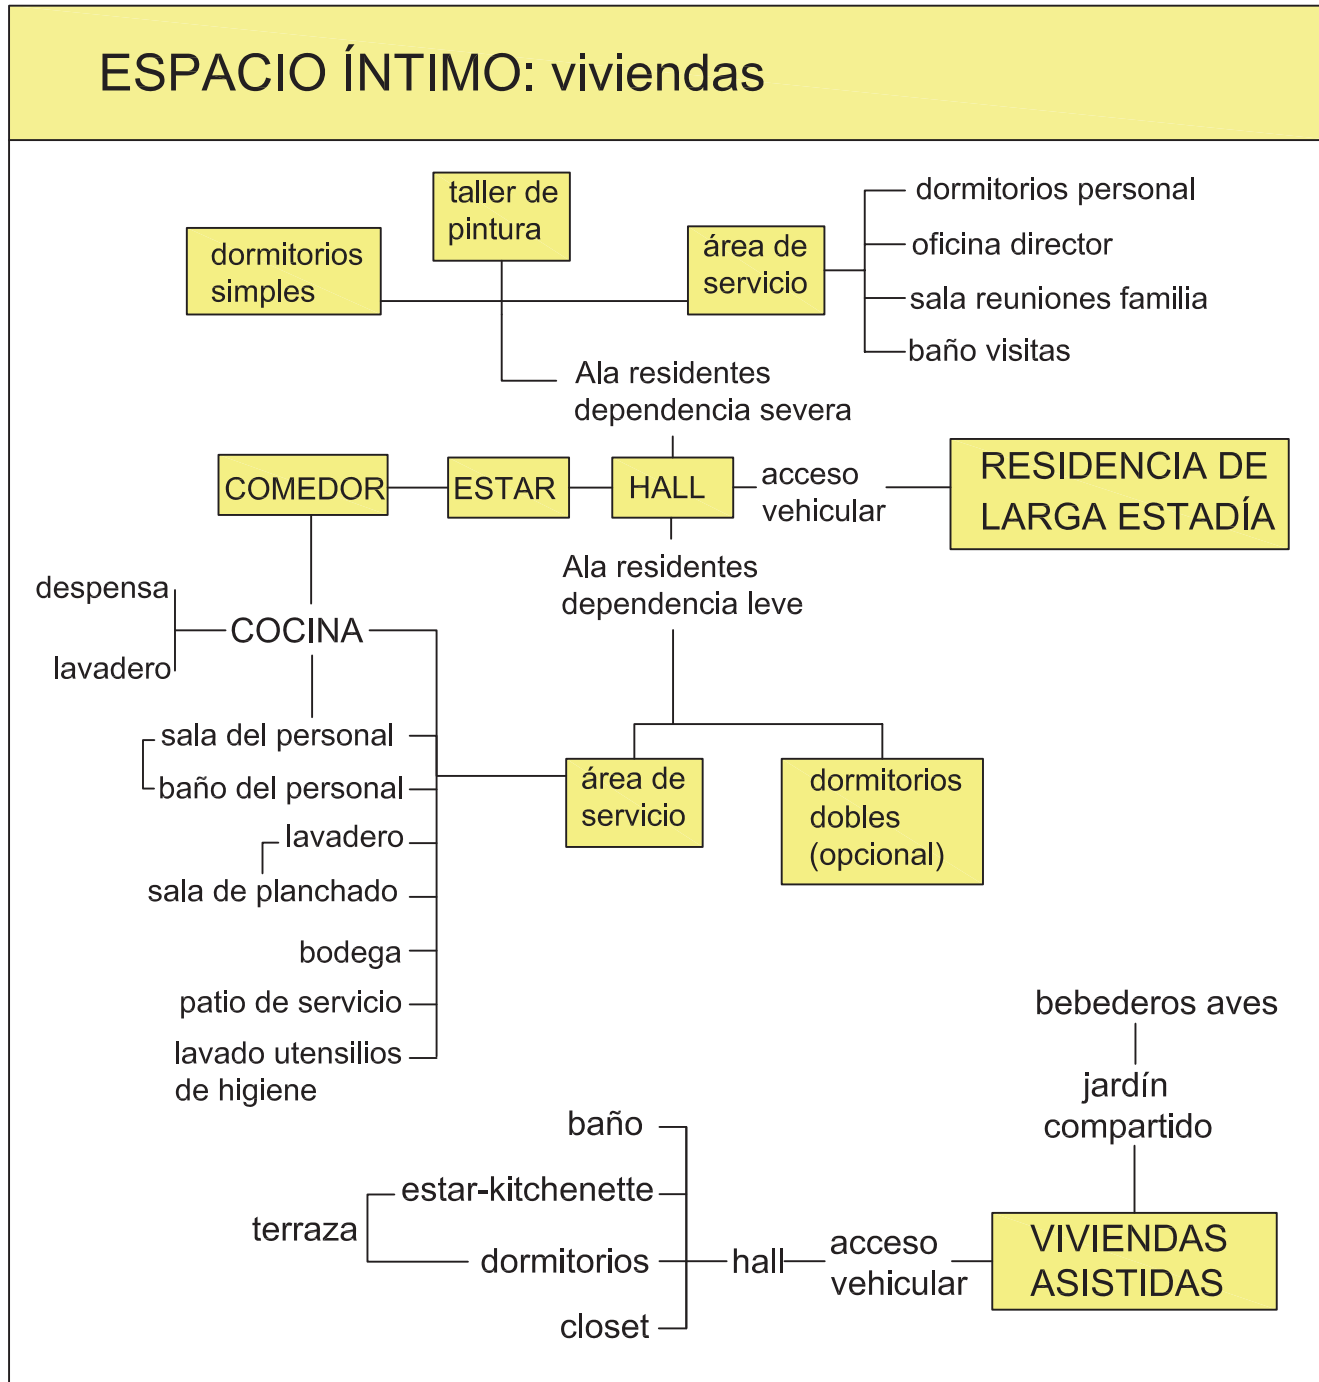 ESPACIO ÍNTIMO: viviendas
taller de
pintura
dormitorios
simples
área de
servicio
dormitorios personal
oficina director
sala reuniones familia
baño visitas
Ala residentes
dependencia severa
COMEDOR
ESTAR
HALL
acceso
vehicular
RESIDENCIA DE
LARGA ESTADÍA
Ala residentes
dependencia leve
despensa
COCINA
lavadero
sala del personal
baño del personal
lavadero
sala de planchado
bodega
patio de servicio
lavado utensilios
de higiene
área de
servicio
dormitorios
dobles
(opcional)
bebederos aves
jardín
compartido
baño
estar-kitchenette
terraza
dormitorios
closet
hall
acceso
vehicular
VIVIENDAS
ASISTIDAS